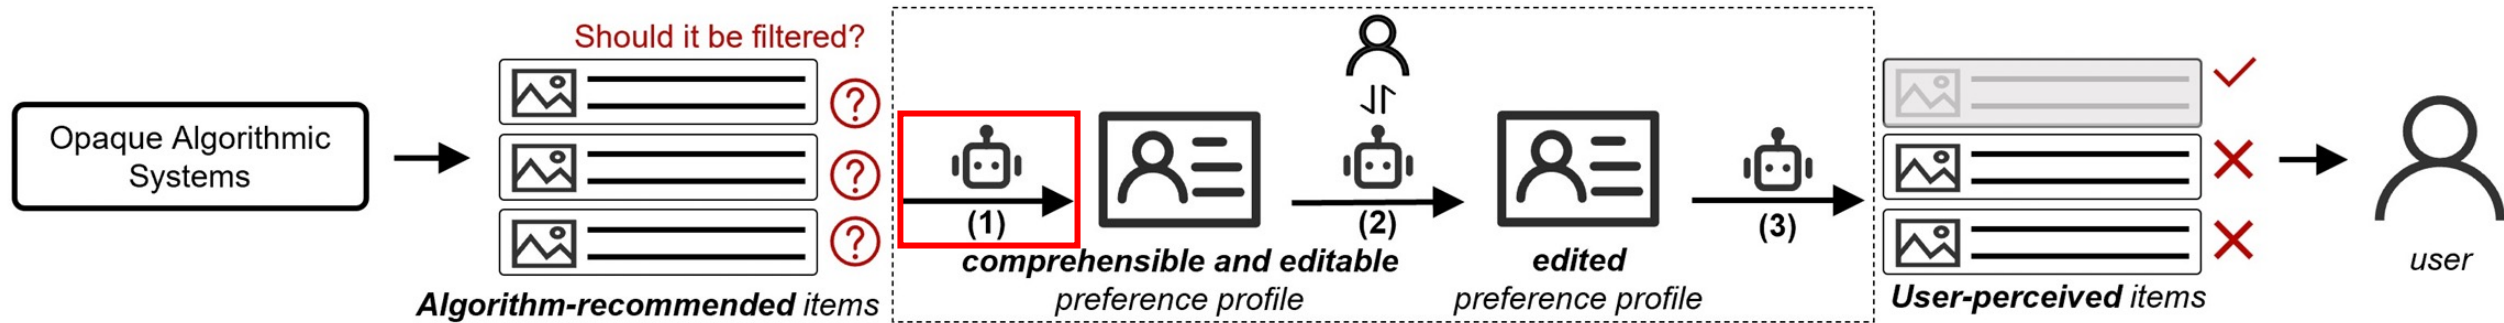 Opaque Algorithmic
Systems
Should it be filtered?
?
?
?
Algorithm-recommended items
(1)
comprehensible and editable
preference profile
(2)
edited
preference profile
(3)
User-perceived items
user